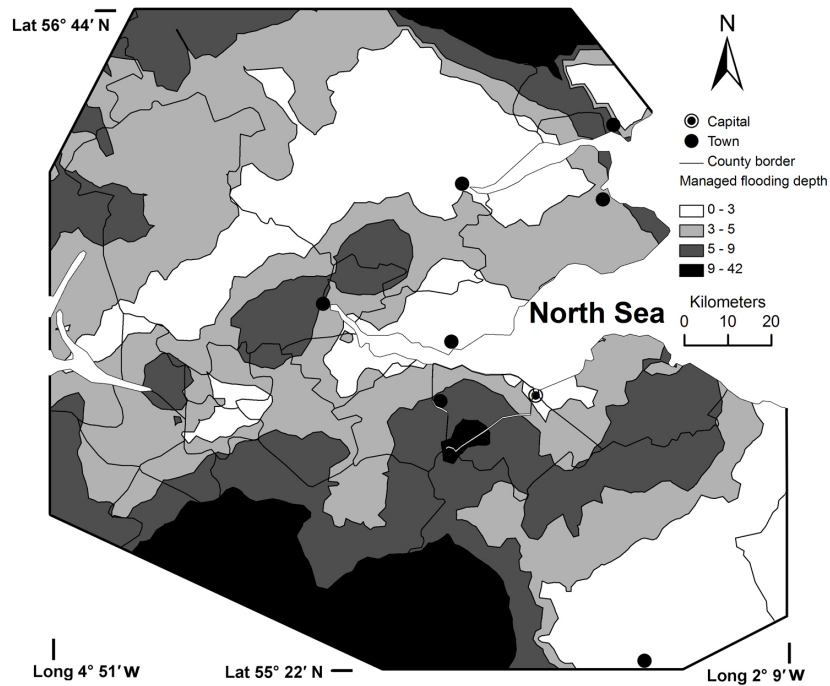 Lat 56° 44′ N
N
Capital
Town
County border
Managed flooding depth
0 - 3
3 - 5
5 - 9
9 - 42
Kilometers
0 10 20
North Sea
Long 4° 51′ W
Lat 55° 22′ N
Long 2° 9′ W